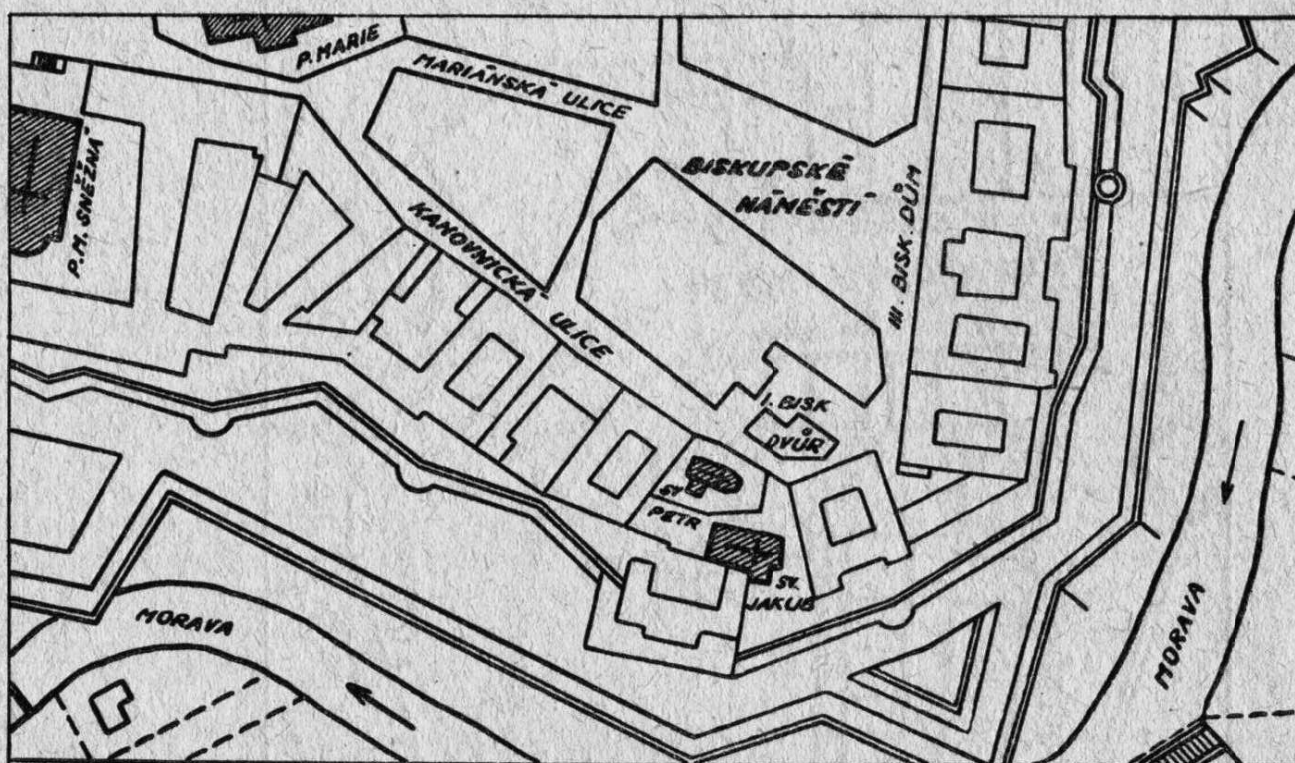 P. MARIE
MARIÁNSKÁ ULICE
P. M. SNĚŽNÁ
BISKUPSKÉ
NÁMĚSTÍ
III. BISK. DŮM
KANOVNICKÁ ULICE
I. BISK
DVŮR
SV
PETR
SV.
JAKUB
MORAVA
MORAVA